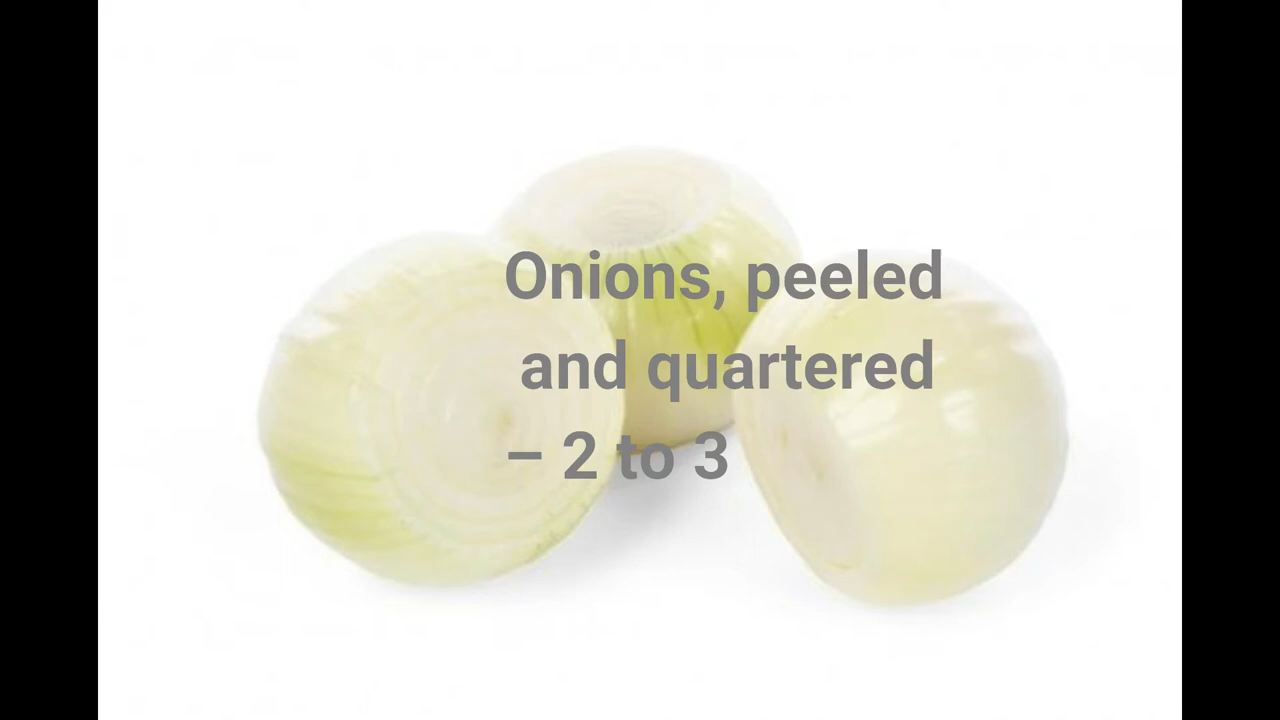 Onions, peeled
and quartered
– 2 to 3